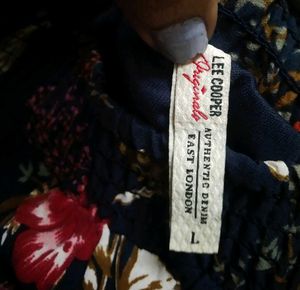 LEE COOPER
Originals
AUTHENTIC DENIM
EAST LONDON
L